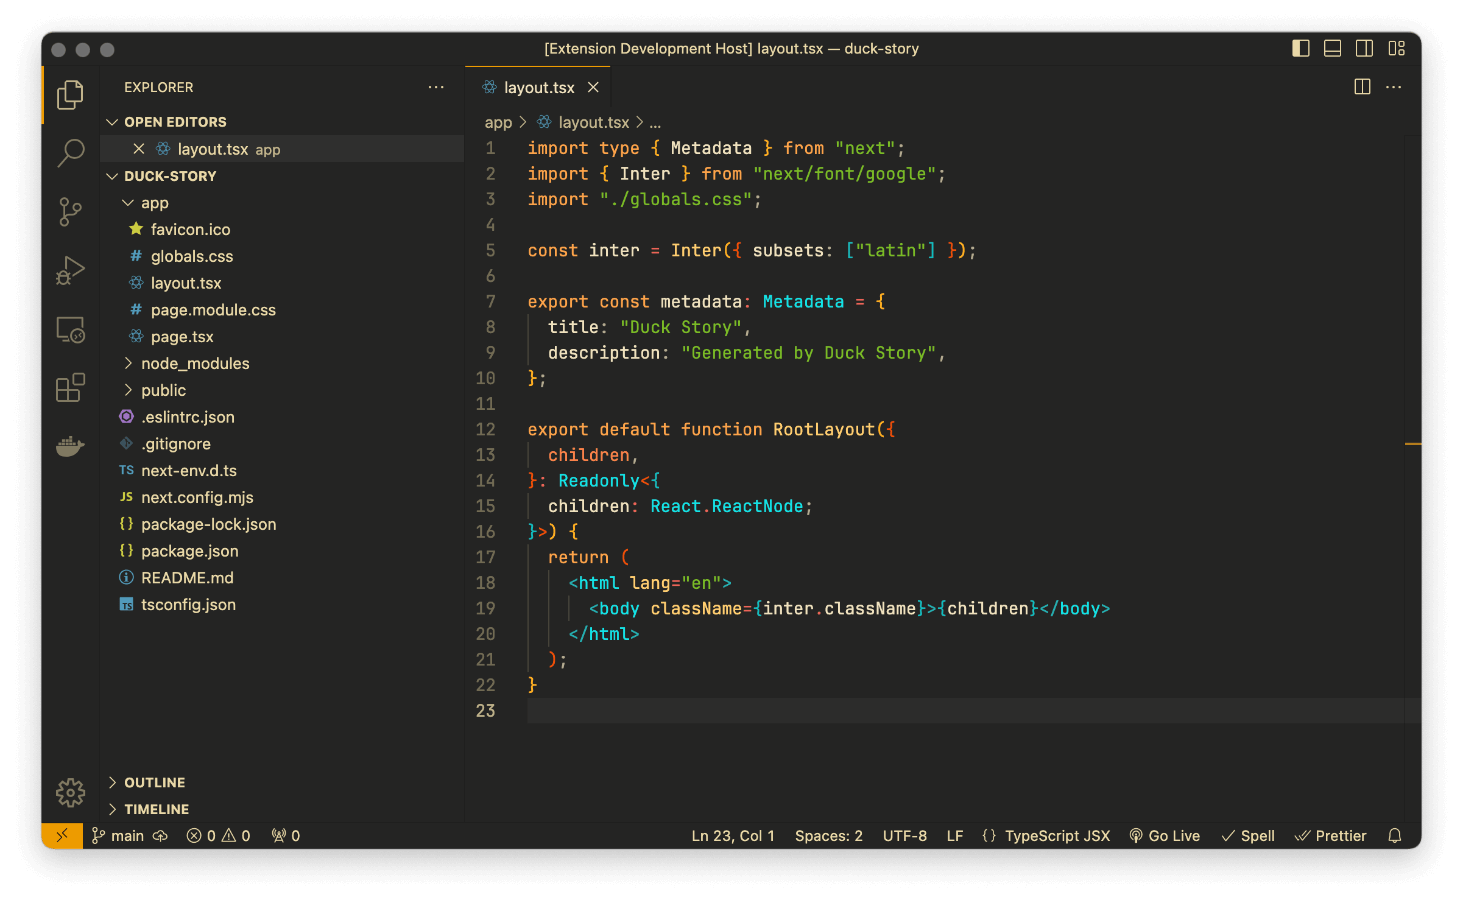 [Extension Development Host] layout.tsx — duck-story
EXPLORER
OPEN EDITORS
layout.tsx app
DUCK-STORY
app
favicon.ico
# globals.css
layout.tsx
# page.module.css
page.tsx
node_modules
public
.eslintrc.json
.gitignore
TS next-env.d.ts
JS next.config.mjs
{} package-lock.json
{} package.json
README.md
TS tsconfig.json
OUTLINE
TIMELINE
layout.tsx
app > layout.tsx > ...
1 import type { Metadata } from "next";
2 import { Inter } from "next/font/google";
3 import "./globals.css";
4
5 const inter = Inter({ subsets: ["latin"] });
6
7 export const metadata: Metadata = {
8   title: "Duck Story",
9   description: "Generated by Duck Story",
10 };
11
12 export default function RootLayout({
13   children,
14 }: Readonly<{
15   children: React.ReactNode;
16 }>) {
17   return (
18     <html lang="en">
19       <body className={inter.className}>{children}</body>
20     </html>
21   );
22 }
23
main 0 0 0 Ln 23, Col 1 Spaces: 2 UTF-8 LF {} TypeScript JSX Go Live Spell Prettier